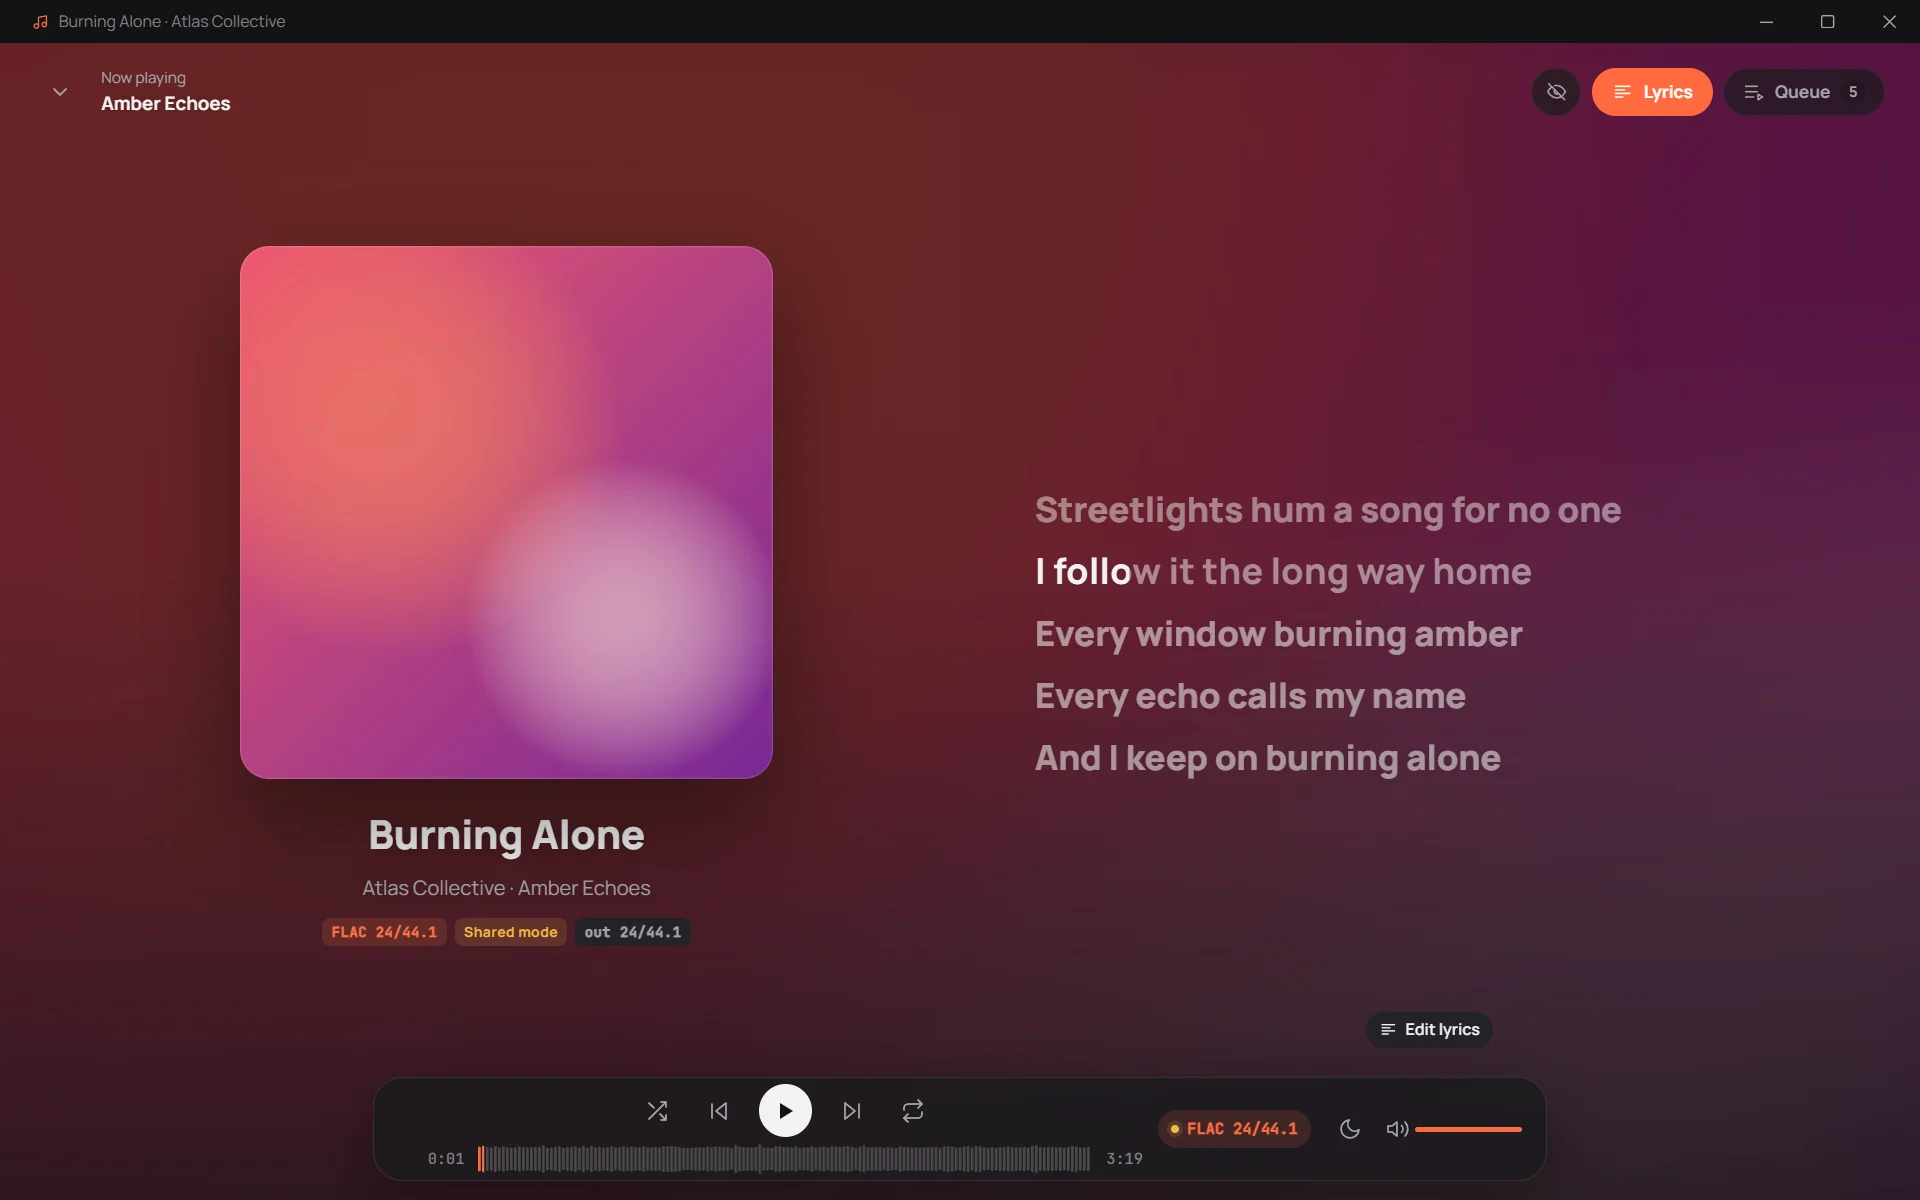 Burning Alone · Atlas Collective
Now playing
Amber Echoes
Lyrics
Queue 5
Streetlights hum a song for no one
I follow it the long way home
Every window burning amber
Every echo calls my name
And I keep on burning alone
Burning Alone
Atlas Collective · Amber Echoes
FLAC 24/44.1 Shared mode out 24/44.1
Edit lyrics
FLAC 24/44.1
0:01 3:19